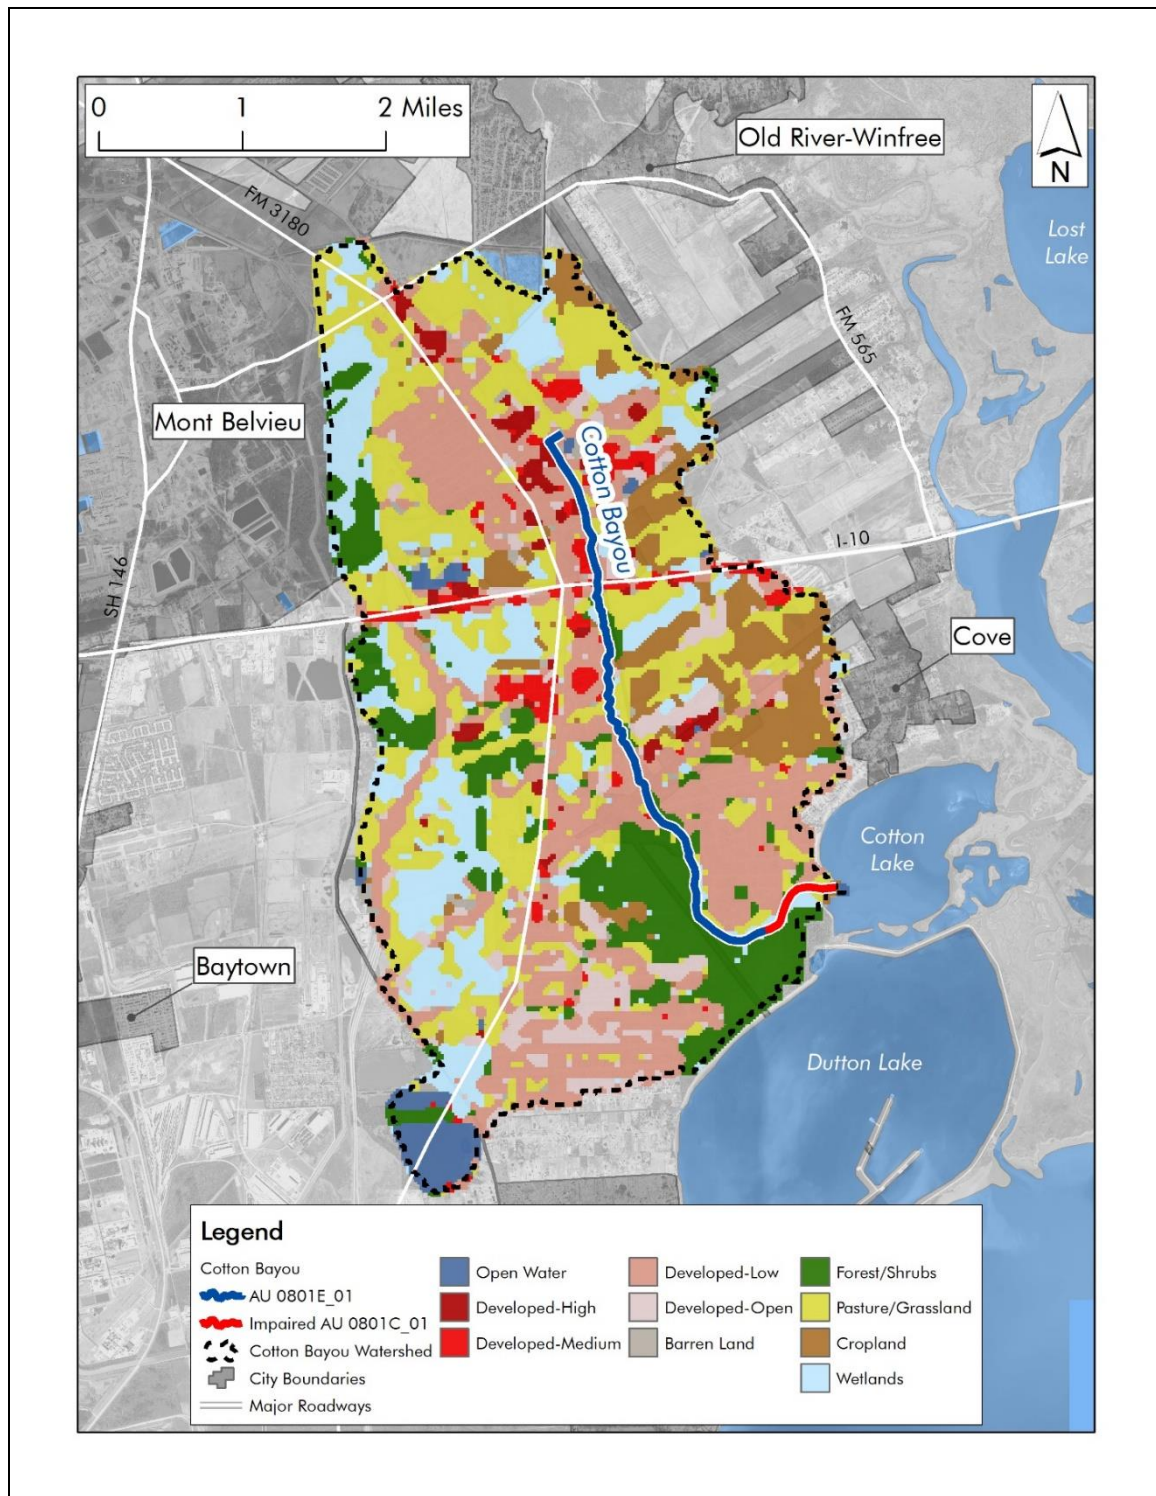 0 1 2 Miles
Old River-Winfree
N
FM 3180
Lost
Lake
FM 565
Mont Belvieu
Cotton Bayou
I-10
SH 146
Cove
Cotton
Lake
Baytown
Dutton Lake
Legend
Cotton Bayou
AU 0801E_01
Impaired AU 0801C_01
Cotton Bayou Watershed
City Boundaries
Major Roadways
Open Water
Developed-High
Developed-Medium
Developed-Low
Developed-Open
Barren Land
Forest/Shrubs
Pasture/Grassland
Cropland
Wetlands